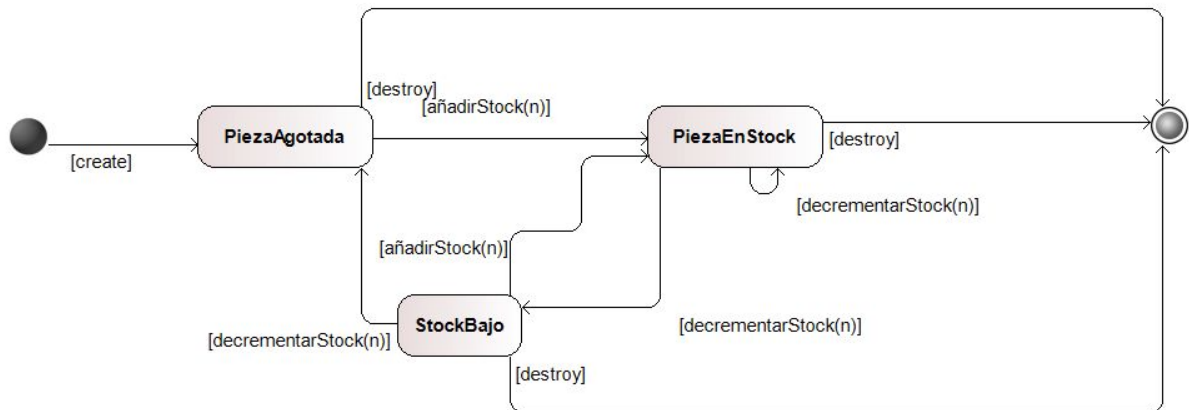 [destroy]
[añadirStock(n)]
PiezaAgotada
PiezaEnStock
[create]
[destroy]
[decrementarStock(n)]
[añadirStock(n)]
StockBajo
[decrementarStock(n)]
[decrementarStock(n)]
[destroy]